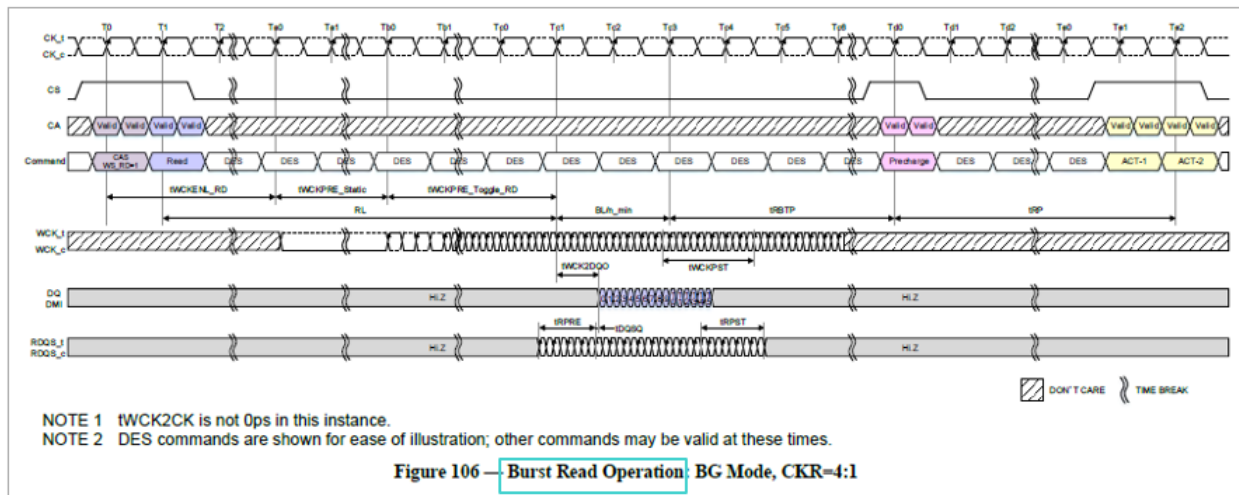 T0 T1 T2 Ta0 Tb0 Tb1 Tc0 Tc1 Tc2 Tc3 Tc4 Tc5 Tc6 Td0 Td1 Td2 Te0 Te1 Te2
CK_t
CK_c
CS
CA Valid Valid Valid Valid Valid Valid Valid Valid Valid Valid
Command CAS WS_RD=1 Read DES DES DES DES DES DES DES DES DES DES DES DES Precharge DES DES DES ACT-1 ACT-2
tWCKENL_RD tWCKPRE_Static tWCKPRE_Toggle_RD
RL BL/n_min tRBTP tRP
WCK_t
WCK_c
tWCK2DQO tWCKPST
DQ
DMI
Hi.Z Hi.Z
tRPRE tDQSQ tRPST
RDQS_t
RDQS_c
Hi.Z Hi.Z
DON'T CARE TIME BREAK
NOTE 1 tWCK2CK is not 0ps in this instance.
NOTE 2 DES commands are shown for ease of illustration; other commands may be valid at these times.
Figure 106 — Burst Read Operation: BG Mode, CKR=4:1